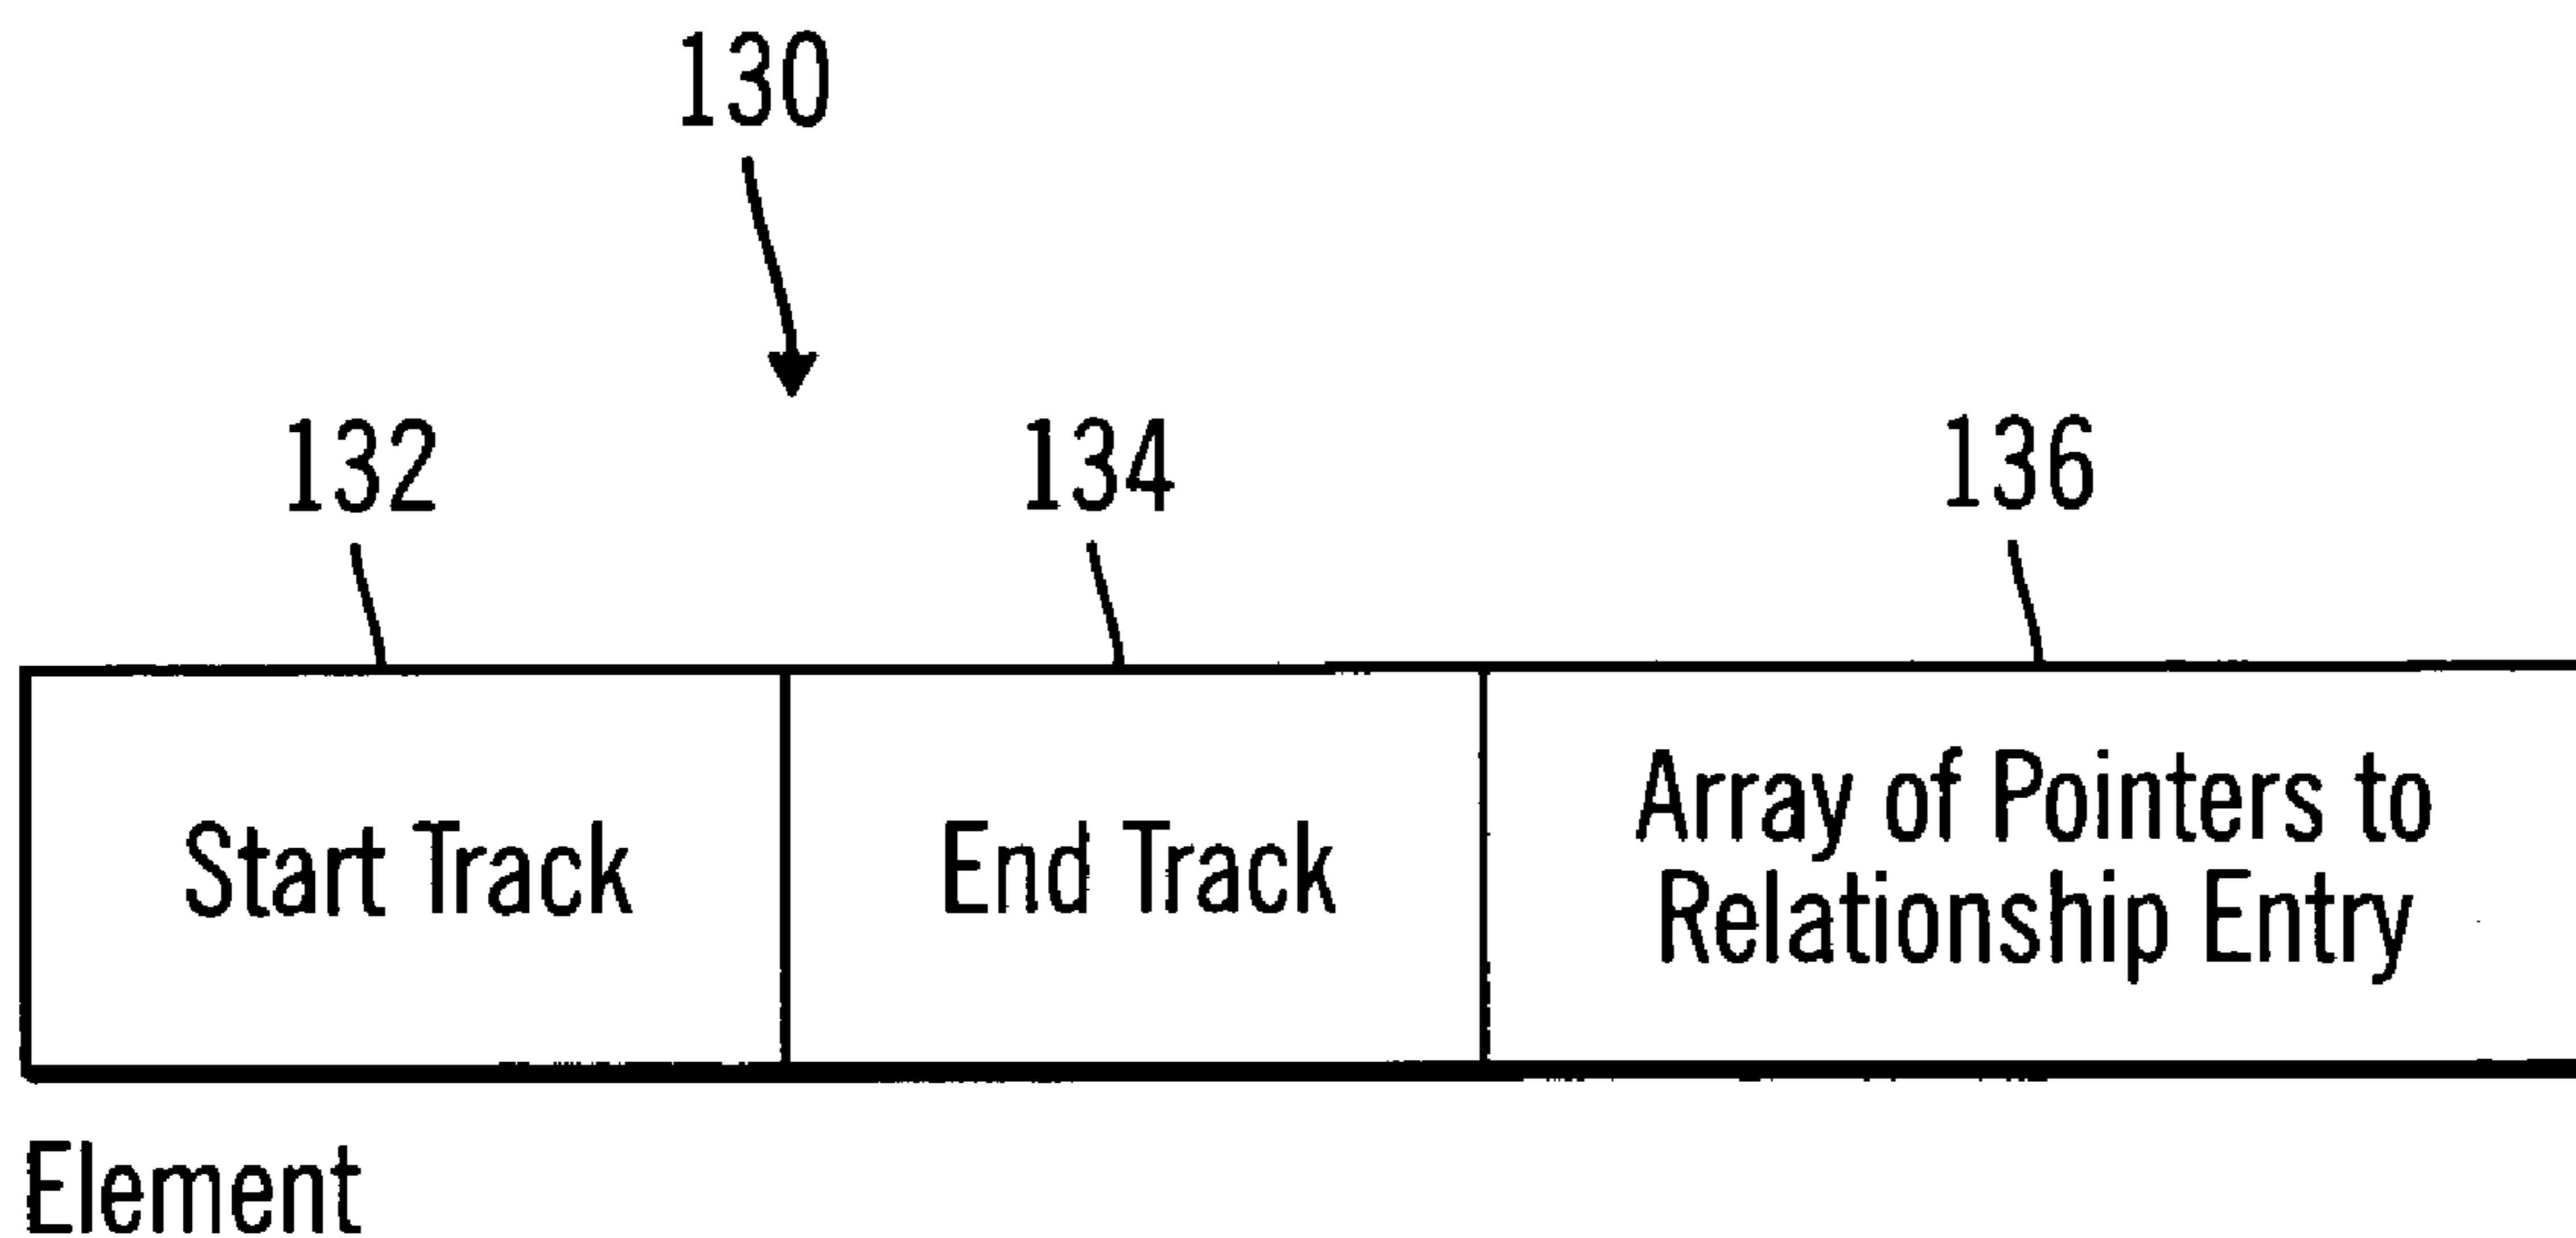 130
132
134
136
Start Track
End Track
Array of Pointers to
Relationship Entry
Element